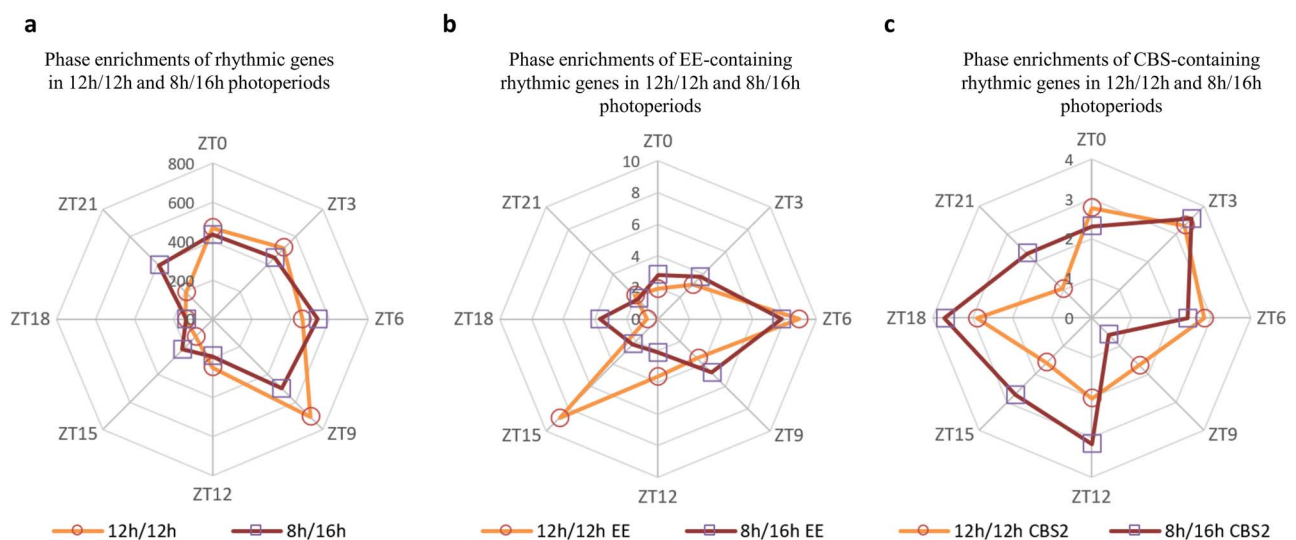 a
Phase enrichments of rhythmic genes
in 12h/12h and 8h/16h photoperiods
ZT0
800
600
400
200
0
ZT21
ZT3
ZT18
ZT6
ZT15
ZT9
ZT12
12h/12h
8h/16h
b
Phase enrichments of EE-containing
rhythmic genes in 12h/12h and 8h/16h
photoperiods
ZT0
10
8
6
4
2
0
ZT21
ZT3
ZT18
ZT6
ZT15
ZT9
ZT12
12h/12h EE
8h/16h EE
c
Phase enrichments of CBS-containing
rhythmic genes in 12h/12h and 8h/16h
photoperiods
ZT0
4
3
2
1
0
ZT21
ZT3
ZT18
ZT6
ZT15
ZT9
ZT12
12h/12h CBS2
8h/16h CBS2